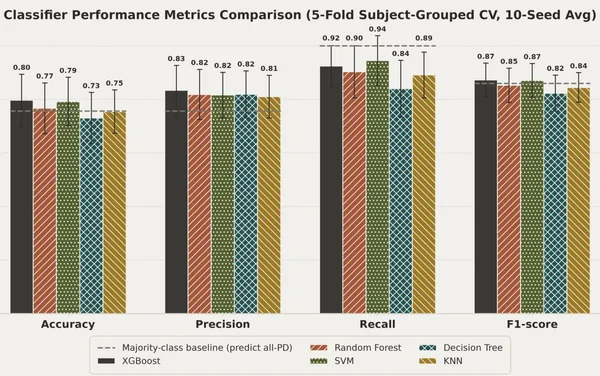 Classifier Performance Metrics Comparison (5-Fold Subject-Grouped CV, 10-Seed Avg)
0.80 0.77 0.79 0.73 0.75
0.83 0.82 0.82 0.82 0.81
0.92 0.90 0.94 0.84 0.89
0.87 0.85 0.87 0.82 0.84
Accuracy Precision Recall F1-score
Majority-class baseline (predict all-PD) Random Forest Decision Tree
XGBoost SVM KNN